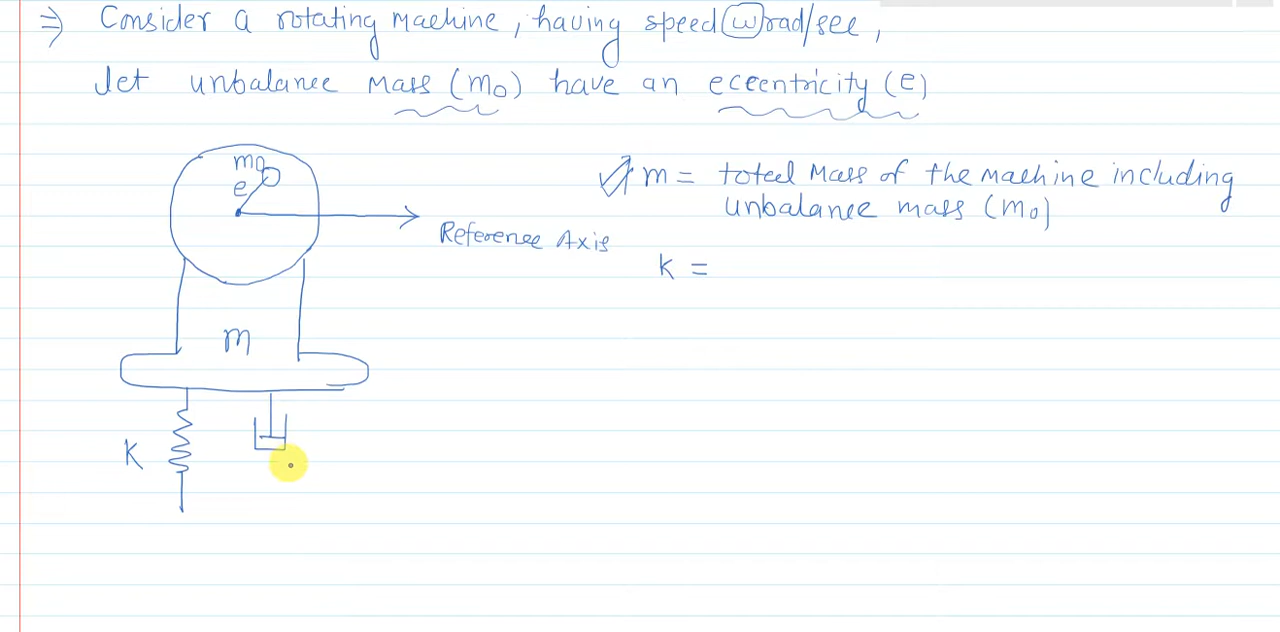 ⇒ Consider a rotating machine, having speed (ω) rad/sec,
Let unbalance mass (m₀) have an eccentricity (e)
m₀
e
m = total mass of the machine including
unbalance mass (m₀)
Reference Axis
K =
m
K